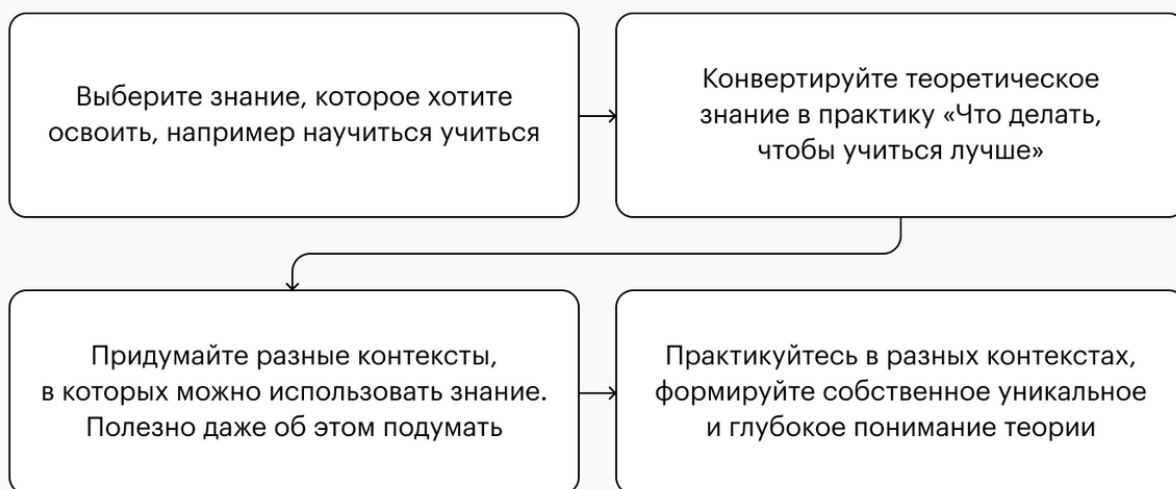 Выберите знание, которое хотите
освоить, например научиться учиться
Конвертируйте теоретическое
знание в практику «Что делать,
чтобы учиться лучше»
Придумайте разные контексты,
в которых можно использовать знание.
Полезно даже об этом подумать
Практикуйтесь в разных контекстах,
формируйте собственное уникальное
и глубокое понимание теории